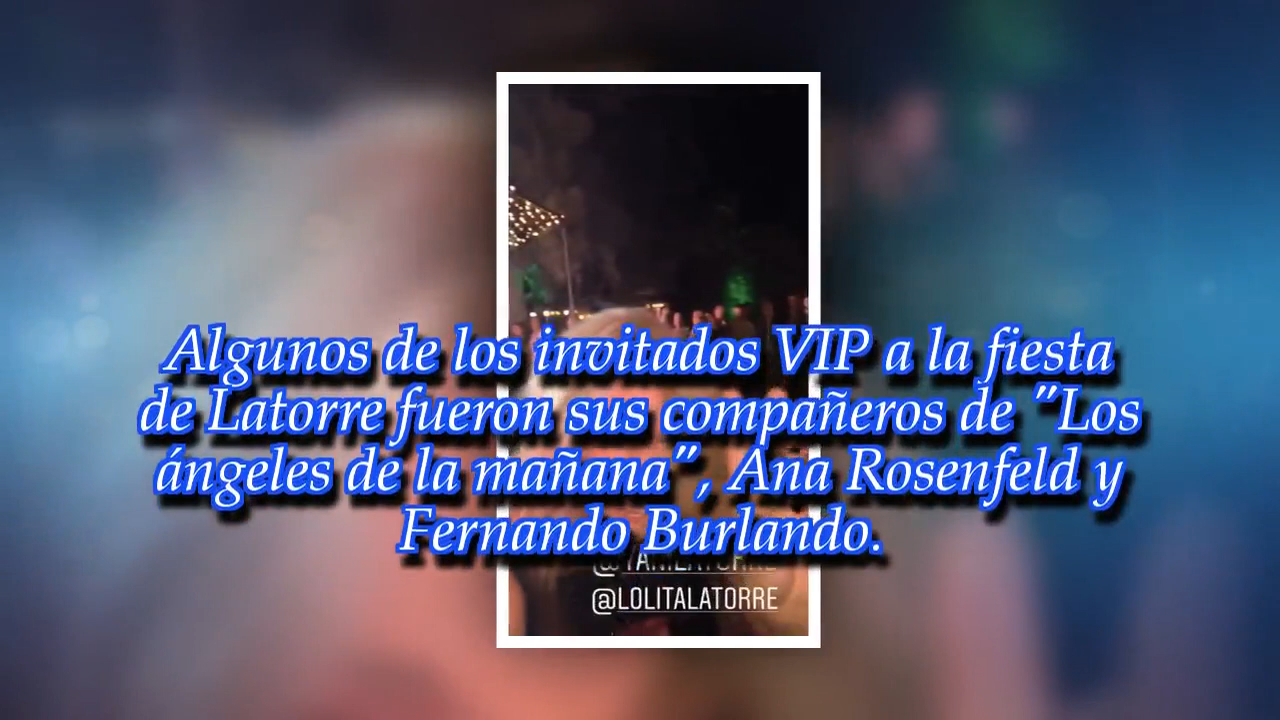 Algunos de los invitados VIP a la fiesta
de Latorre fueron sus compañeros de "Los
ángeles de la mañana", Ana Rosenfeld y
Fernando Burlando.
@YANILATORRE
@LOLITALATORRE